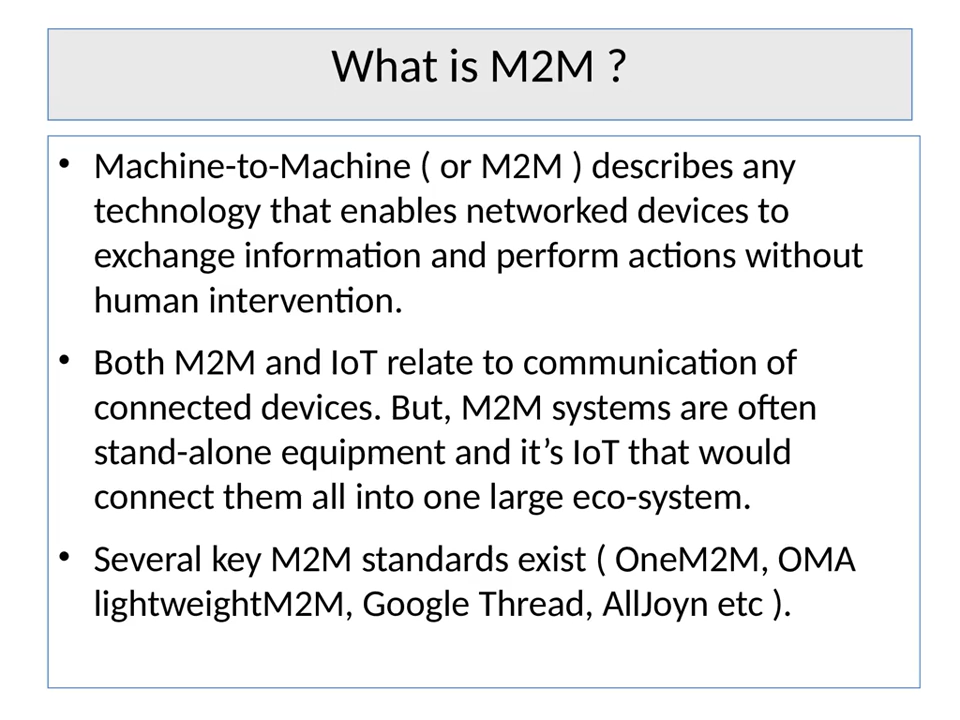 What is M2M ?
• Machine-to-Machine ( or M2M ) describes any
technology that enables networked devices to
exchange information and perform actions without
human intervention.
• Both M2M and IoT relate to communication of
connected devices. But, M2M systems are often
stand-alone equipment and it’s IoT that would
connect them all into one large eco-system.
• Several key M2M standards exist ( OneM2M, OMA
lightweightM2M, Google Thread, AllJoyn etc ).